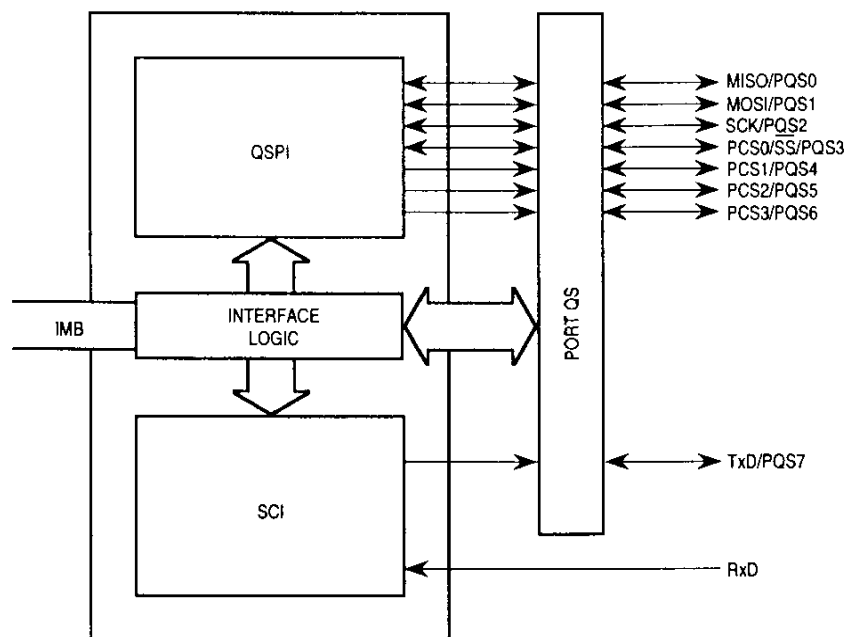 MISO/PQS0
MOSI/PQS1
SCK/PQS2
QSPI
PCS0/SS/PQS3
PCS1/PQS4
PCS2/PQS5
PCS3/PQS6
IMB
INTERFACE
LOGIC
PORT QS
TxD/PQS7
SCI
RxD